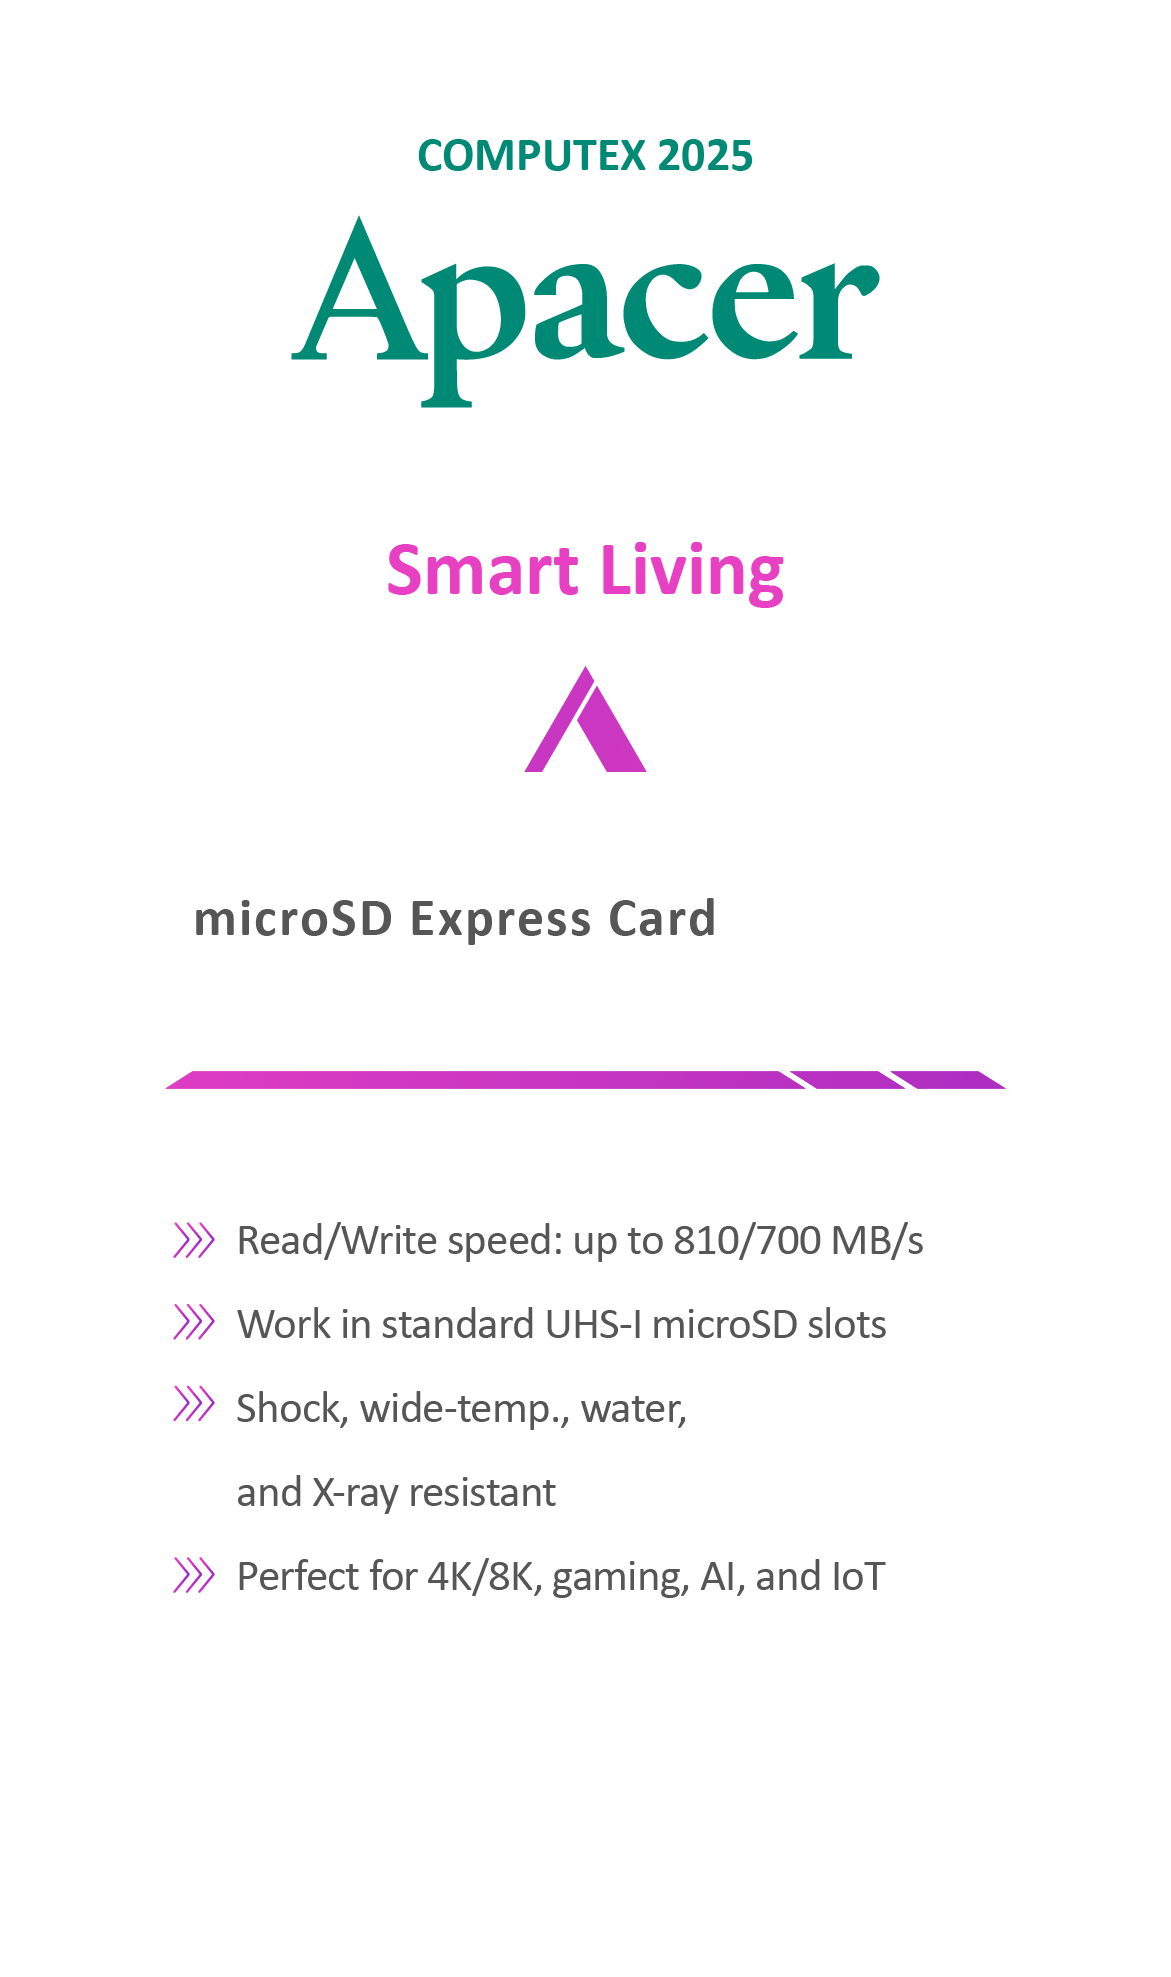 COMPUTEX 2025
Apacer
Smart Living
microSD Express Card
Read/Write speed: up to 810/700 MB/s
Work in standard UHS-I microSD slots
Shock, wide-temp., water,
and X-ray resistant
Perfect for 4K/8K, gaming, AI, and IoT